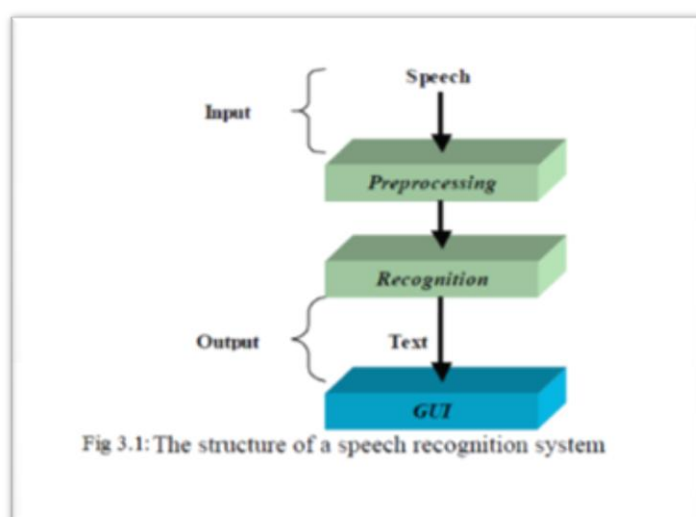 Speech
Input
Preprocessing
Recognition
Output
Text
GUI
Fig 3.1: The structure of a speech recognition system